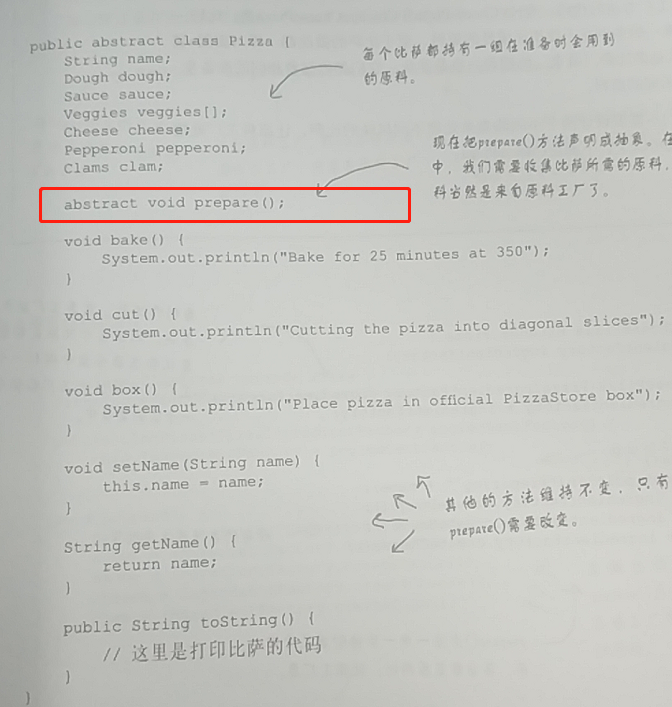 public abstract class Pizza {
String name;
Dough dough;
Sauce sauce;
Veggies veggies[];
Cheese cheese;
Pepperoni pepperoni;
Clams clam;
每个比萨都持有一组在准备时会用到
的原料。
现在把prepare()方法声明成抽象。在
中，我们需要收集比萨所需的原料，
料当然是来自原料工厂了。
abstract void prepare();
void bake() {
System.out.println("Bake for 25 minutes at 350");
}
void cut() {
System.out.println("Cutting the pizza into diagonal slices");
}
void box() {
System.out.println("Place pizza in official PizzaStore box");
}
void setName(String name) {
this.name = name;
}
其他的方法维持不变，只有
prepare()需要改变。
String getName() {
return name;
}
public String toString() {
// 这里是打印比萨的代码
}
}